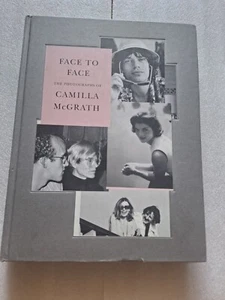 FACE TO
FACE
THE PHOTOGRAPHS OF
CAMILLA
McGRATH